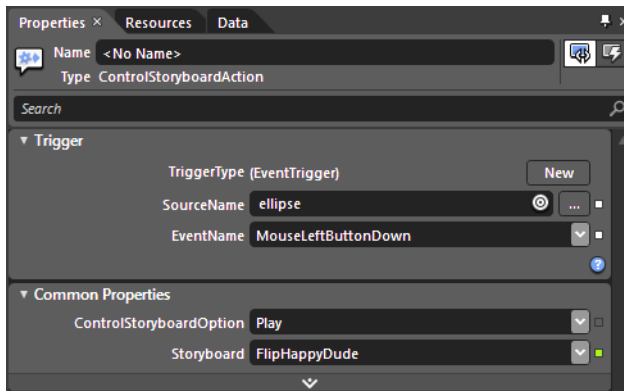 Properties × Resources Data
Name <No Name>
Type ControlStoryboardAction
Search
Trigger
TriggerType (EventTrigger) New
SourceName ellipse ...
EventName MouseLeftButtonDown
?
Common Properties
ControlStoryboardOption Play
Storyboard FlipHappyDude